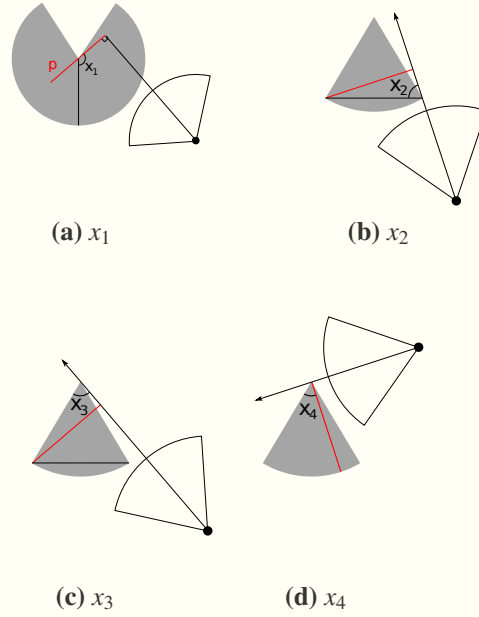 p
x₁
x₂
(a) x₁
(b) x₂
x₃
x₄
(c) x₃
(d) x₄